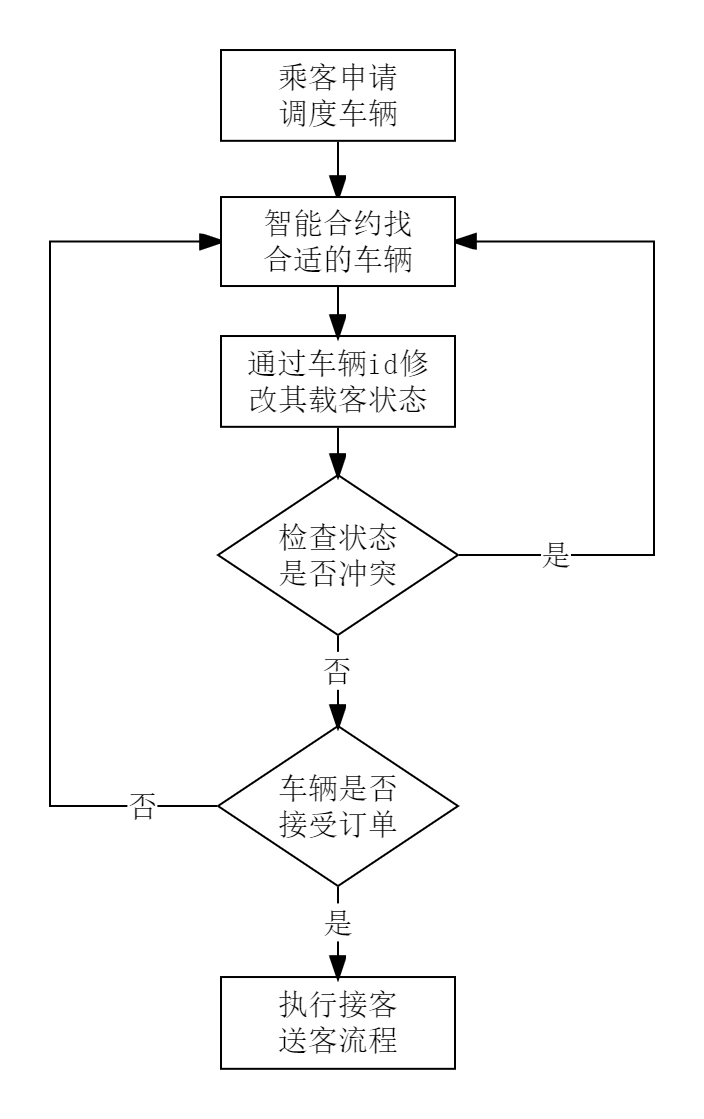 乘客申请
调度车辆
智能合约找
合适的车辆
通过车辆id修
改其载客状态
检查状态
是否冲突
是
否
车辆是否
接受订单
否
是
执行接客
送客流程